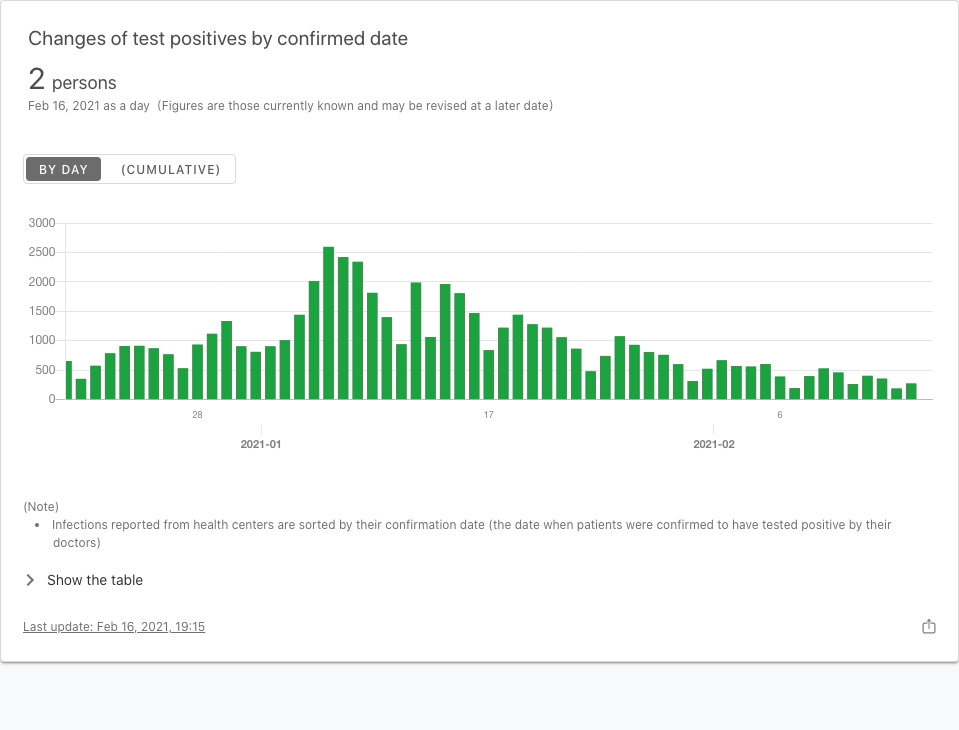 Changes of test positives by confirmed date
2 persons
Feb 16, 2021 as a day (Figures are those currently known and may be revised at a later date)
BY DAY (CUMULATIVE)
3000
2500
2000
1500
1000
500
0
28 17 6
2021-01 2021-02
(Note)
• Infections reported from health centers are sorted by their confirmation date (the date when patients were confirmed to have tested positive by their
doctors)
Show the table
Last update: Feb 16, 2021, 19:15